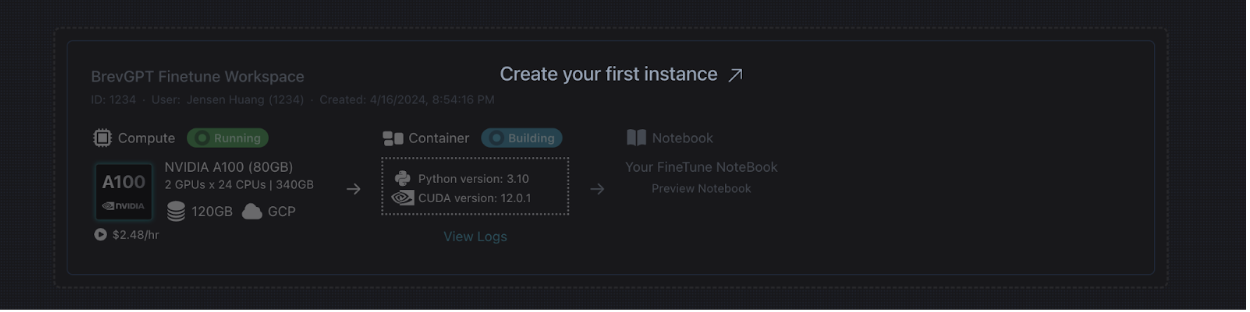 Create your first instance
BrevGPT Finetune Workspace
ID: 1234 · User: Jensen Huang (1234) · Created: 4/16/2024, 8:54:16 PM
Compute Running
Container Building
Notebook
A100
NVIDIA
NVIDIA A100 (80GB)
2 GPUs x 24 CPUs | 340GB
120GB GCP
$2.48/hr
Python version: 3.10
CUDA version: 12.0.1
View Logs
Your FineTune NoteBook
Preview Notebook